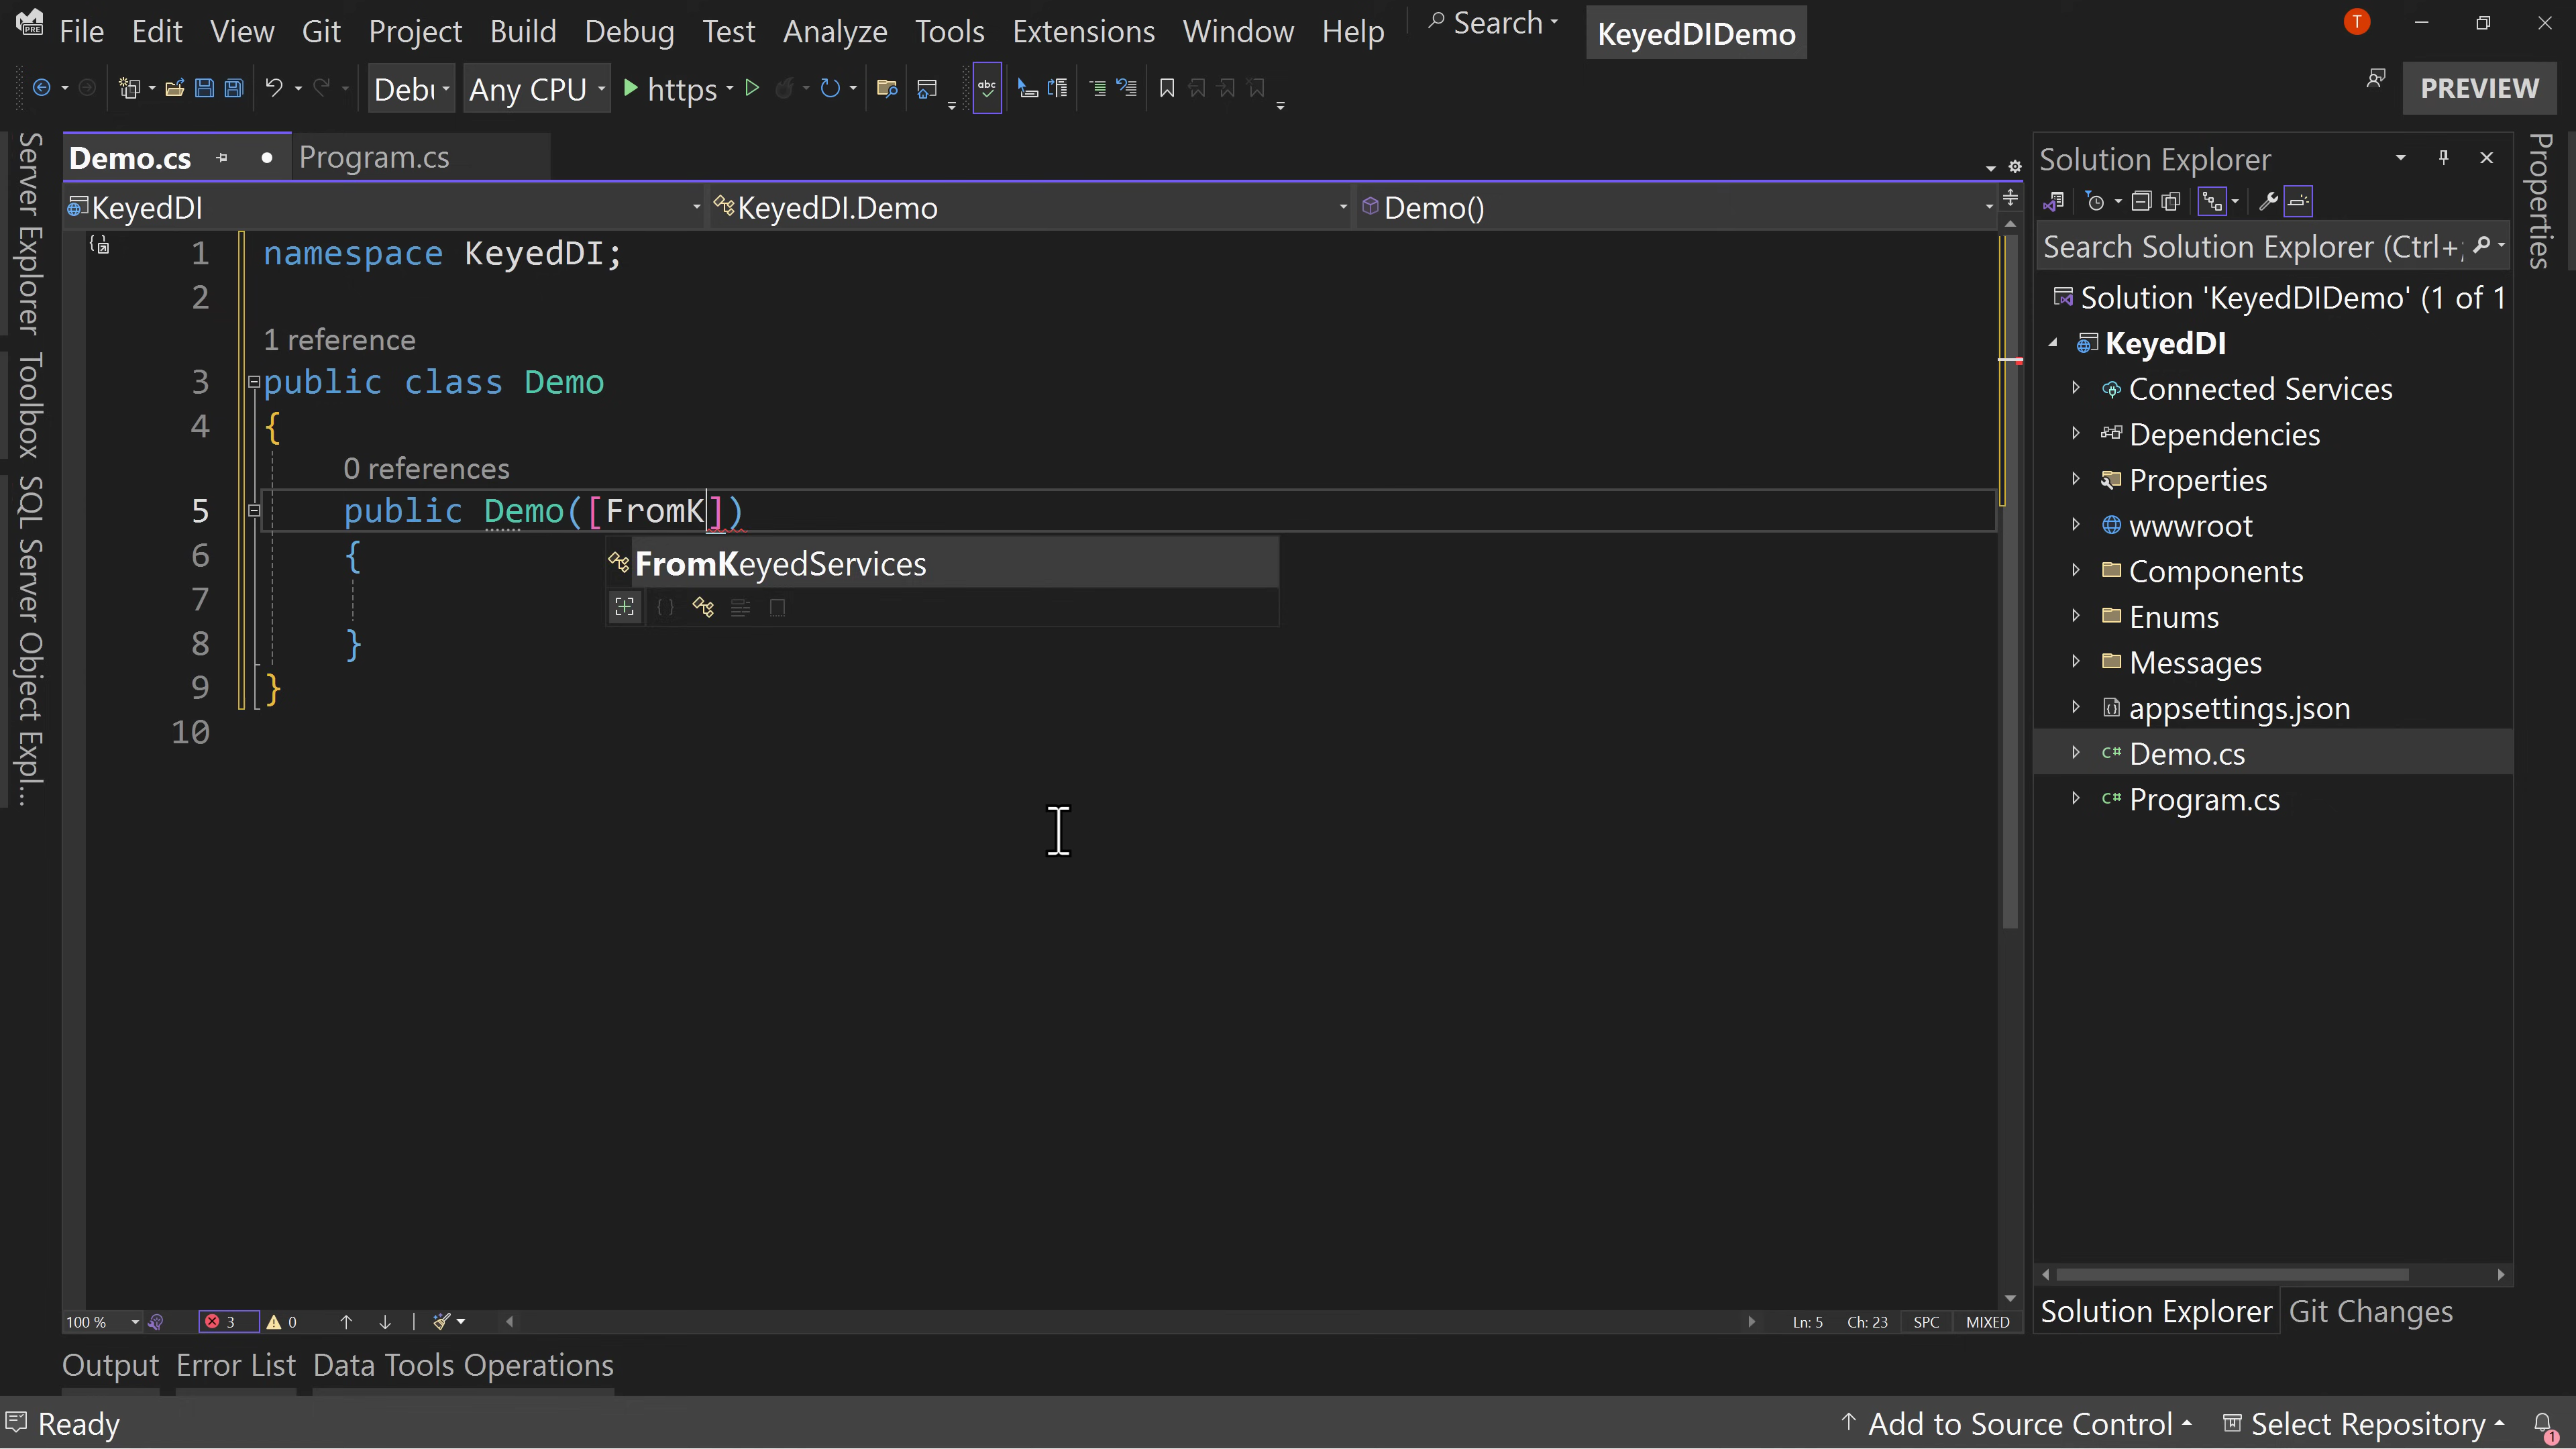 File Edit View Git Project Build Debug Test Analyze Tools Extensions Window Help Search KeyedDIDemo T
PRE
Debu Any CPU https abc PREVIEW
Demo.cs Program.cs
KeyedDI KeyedDI.Demo Demo()
1 namespace KeyedDI;
2
1 reference
3 public class Demo
4 {
0 references
5 public Demo([FromK])
6 {
FromKeyedServices
7
8 }
9 }
10
100 % 3 0 Ln: 5 Ch: 23 SPC MIXED
Server Explorer
Toolbox
SQL Server Object Expl...
Solution Explorer
Search Solution Explorer (Ctrl+;
Solution 'KeyedDIDemo' (1 of 1
KeyedDI
Connected Services
Dependencies
Properties
wwwroot
Components
Enums
Messages
appsettings.json
C# Demo.cs
C# Program.cs
Solution Explorer Git Changes
Properties
Output Error List Data Tools Operations
Ready Add to Source Control Select Repository 1